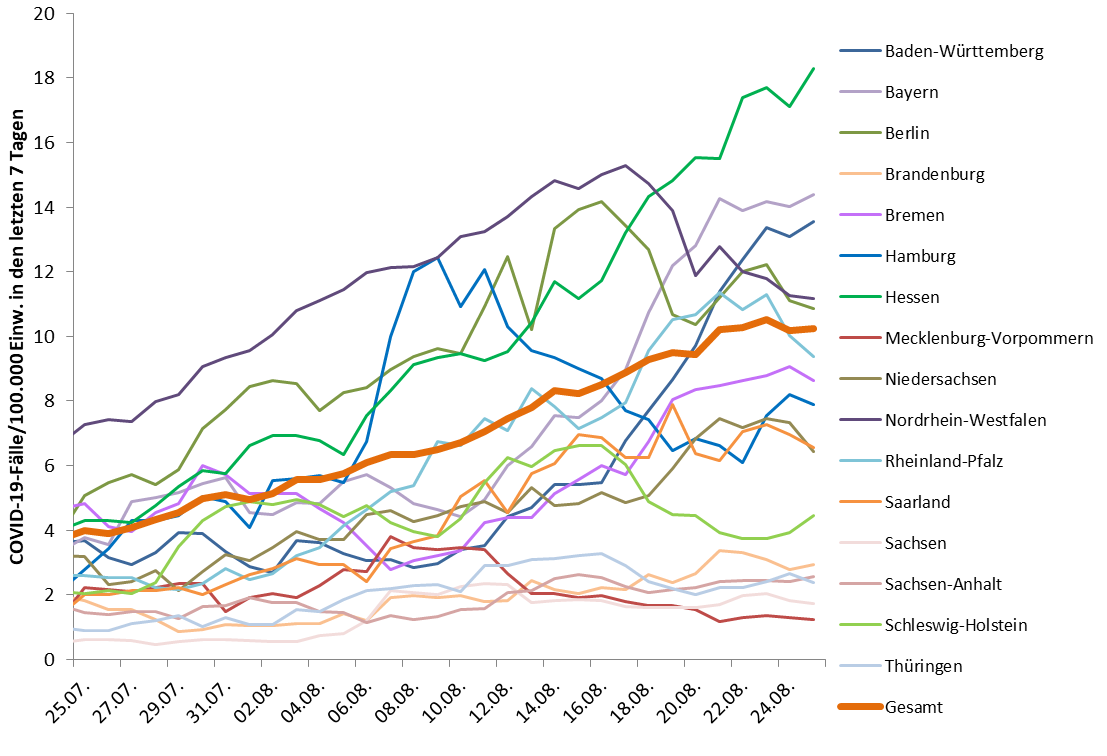 COVID-19-Fälle/100.000 Einw. in den letzten 7 Tagen
20
18
16
14
12
10
8
6
4
2
0
25.07.
27.07.
29.07.
31.07.
02.08.
04.08.
06.08.
08.08.
10.08.
12.08.
14.08.
16.08.
18.08.
20.08.
22.08.
24.08.
Baden-Württemberg
Bayern
Berlin
Brandenburg
Bremen
Hamburg
Hessen
Mecklenburg-Vorpommern
Niedersachsen
Nordrhein-Westfalen
Rheinland-Pfalz
Saarland
Sachsen
Sachsen-Anhalt
Schleswig-Holstein
Thüringen
Gesamt